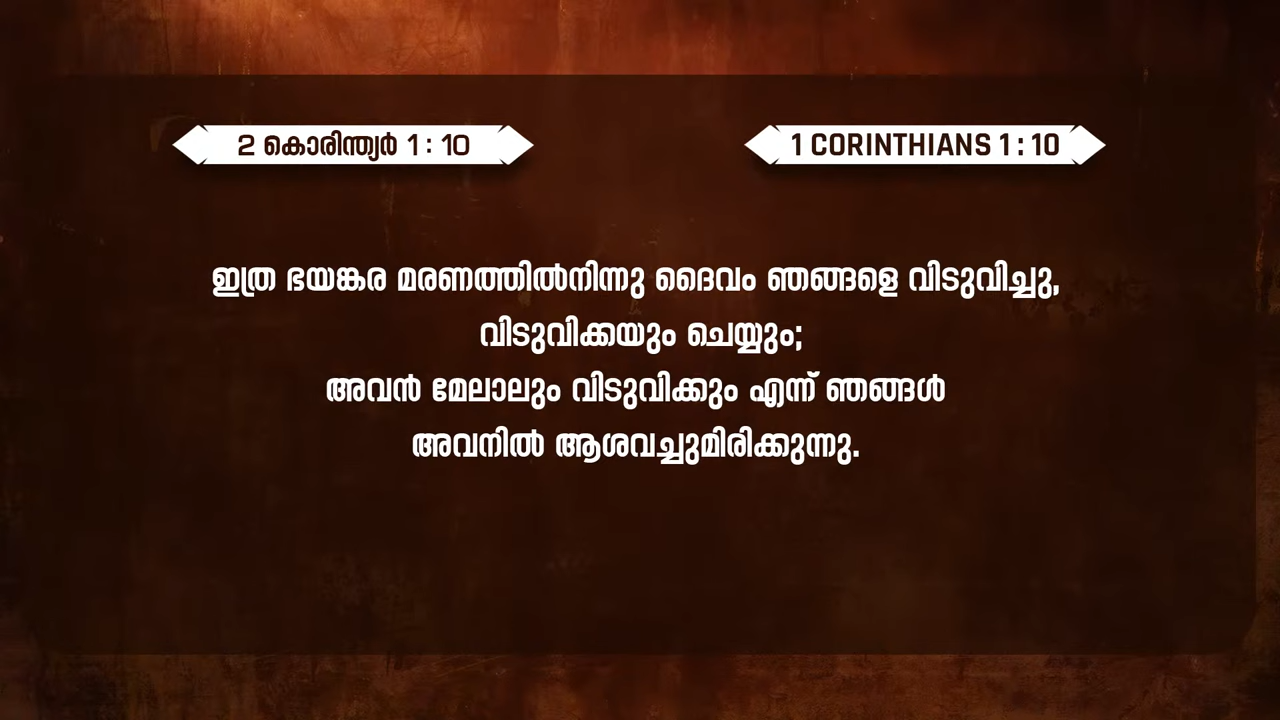 2 കൊരിന്ത്യർ 1 : 10
1 CORINTHIANS 1 : 10
ഇത്ര ഭയങ്കര മരണത്തിൽനിന്നു ദൈവം ഞങ്ങളെ വിടുവിച്ചു,
വിടുവിക്കയും ചെയ്യും;
അവൻ മേലാലും വിടുവിക്കും എന്ന് ഞങ്ങൾ
അവനിൽ ആശവച്ചുമിരിക്കുന്നു.